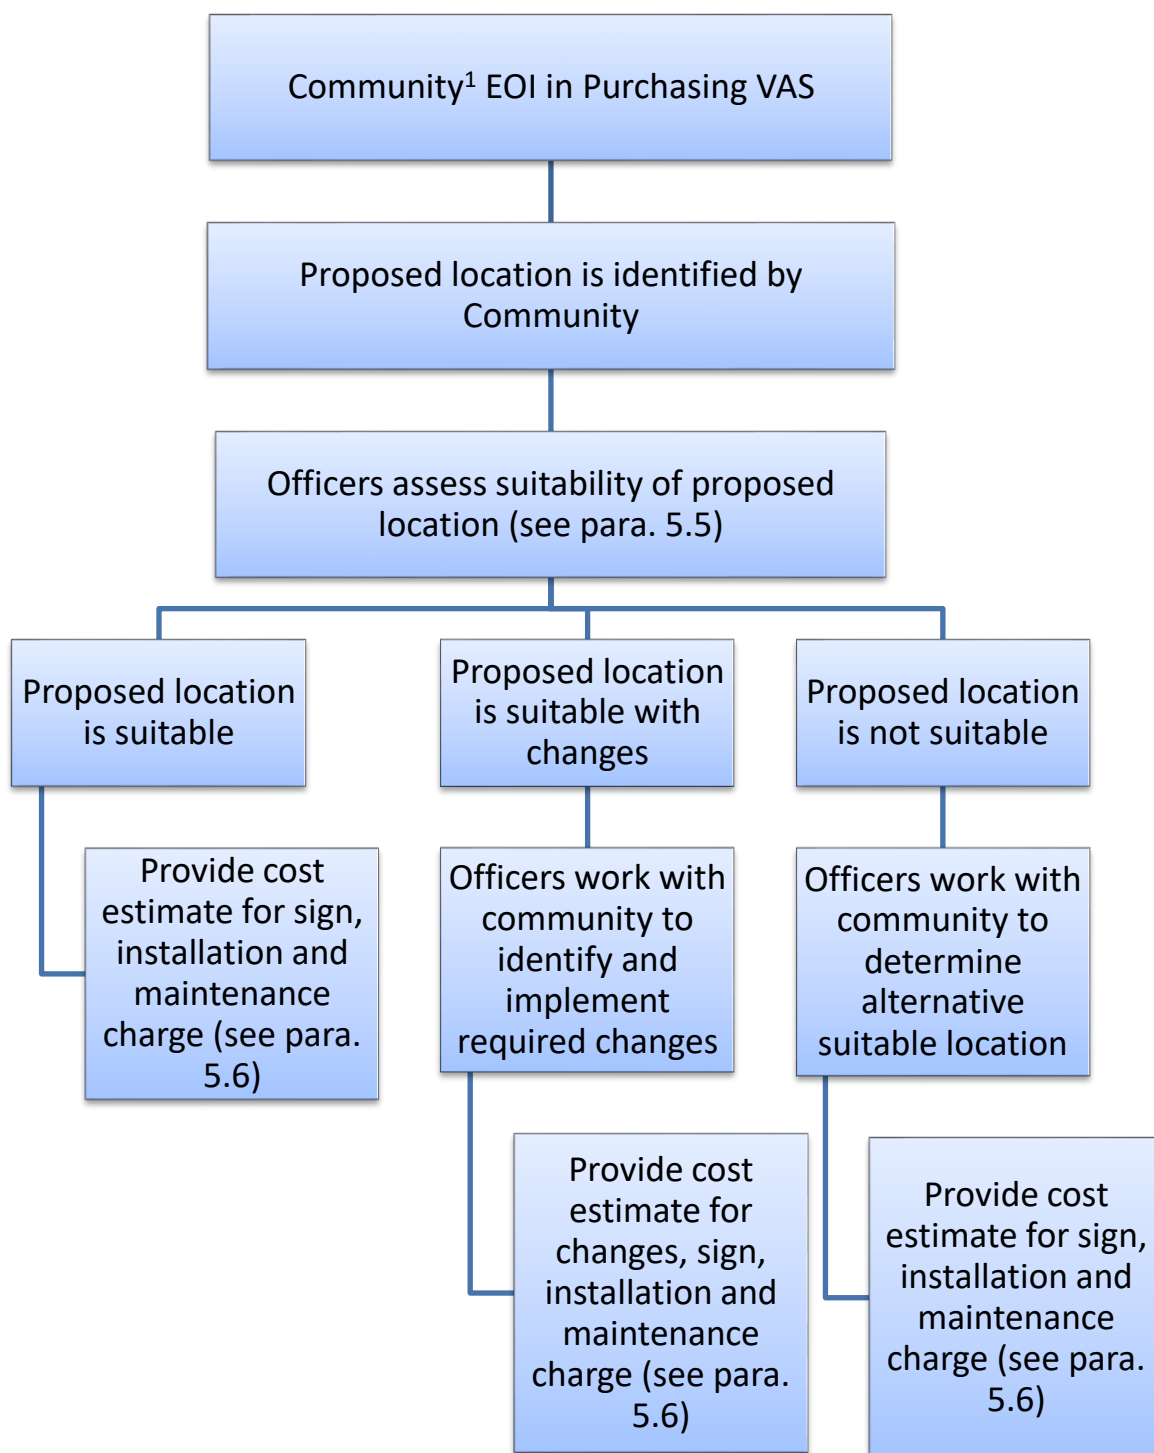 Community¹ EOI in Purchasing VAS
Proposed location is identified by
Community
Officers assess suitability of proposed
location (see para. 5.5)
Proposed location
is suitable
Proposed location
is suitable with
changes
Proposed location
is not suitable
Provide cost
estimate for sign,
installation and
maintenance
charge (see para.
5.6)
Officers work with
community to
identify and
implement
required changes
Officers work with
community to
determine
alternative
suitable location
Provide cost
estimate for
changes, sign,
installation and
maintenance
charge (see para.
5.6)
Provide cost
estimate for sign,
installation and
maintenance
charge (see para.
5.6)